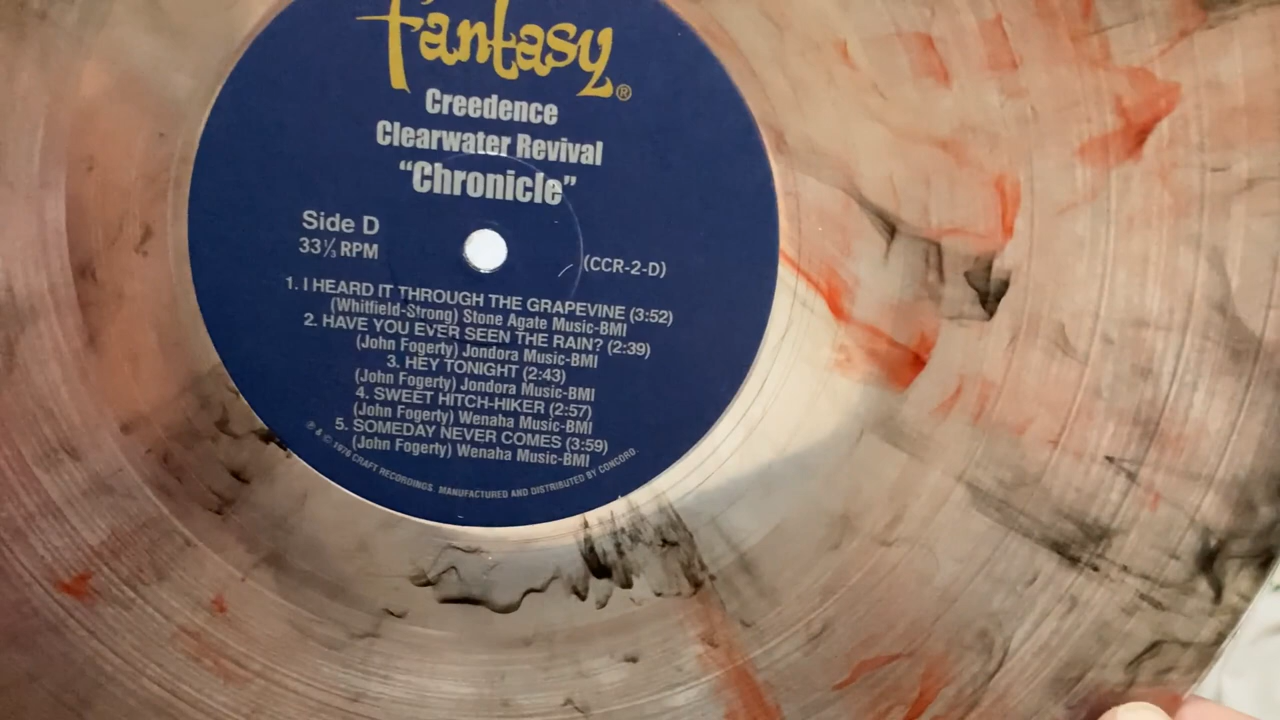 Fantasy®
Creedence
Clearwater Revival
“Chronicle”
Side D
33⅓ RPM
(CCR-2-D)
1. I HEARD IT THROUGH THE GRAPEVINE (3:52)
(Whitfield-Strong) Stone Agate Music-BMI
2. HAVE YOU EVER SEEN THE RAIN? (2:39)
(John Fogerty) Jondora Music-BMI
3. HEY TONIGHT (2:43)
(John Fogerty) Jondora Music-BMI
4. SWEET HITCH-HIKER (2:57)
(John Fogerty) Wenaha Music-BMI
5. SOMEDAY NEVER COMES (3:59)
(John Fogerty) Wenaha Music-BMI
℗ & © 1976 CRAFT RECORDINGS. MANUFACTURED AND DISTRIBUTED BY CONCORD.